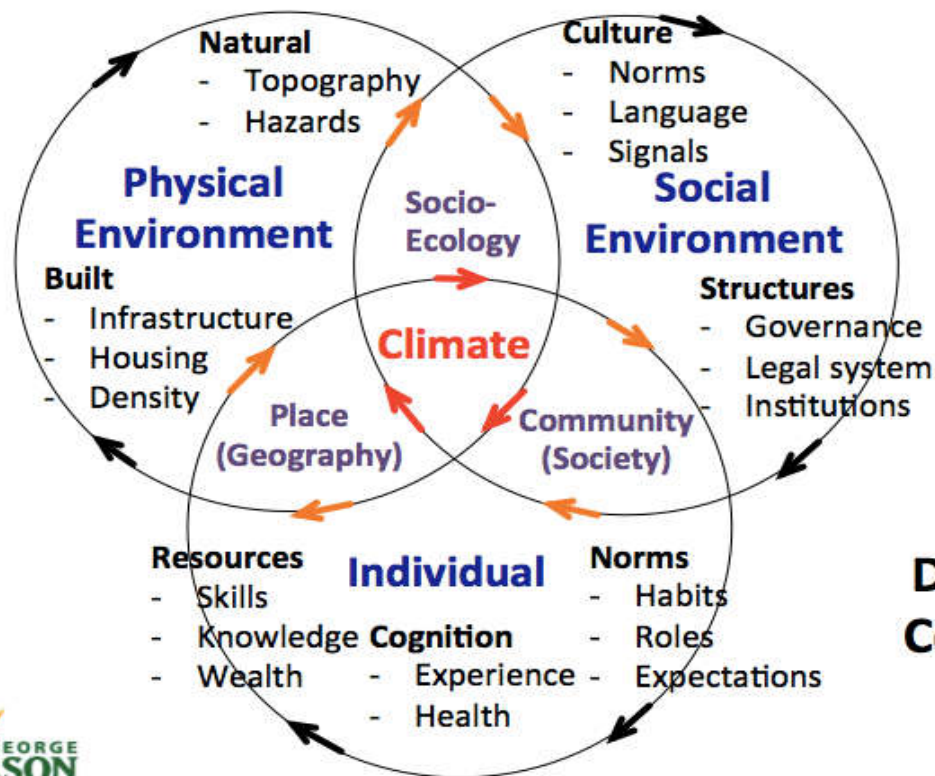 Natural
- Topography
- Hazards
Physical
Environment
Built
- Infrastructure
- Housing
- Density
Culture
- Norms
- Language
- Signals
Social
Environment
Structures
- Governance
- Legal system
- Institutions
Socio-
Ecology
Climate
Place
(Geography)
Community
(Society)
Individual
Resources
- Skills
- Knowledge
- Wealth
Cognition
- Experience
- Health
Norms
- Habits
- Roles
- Expectations